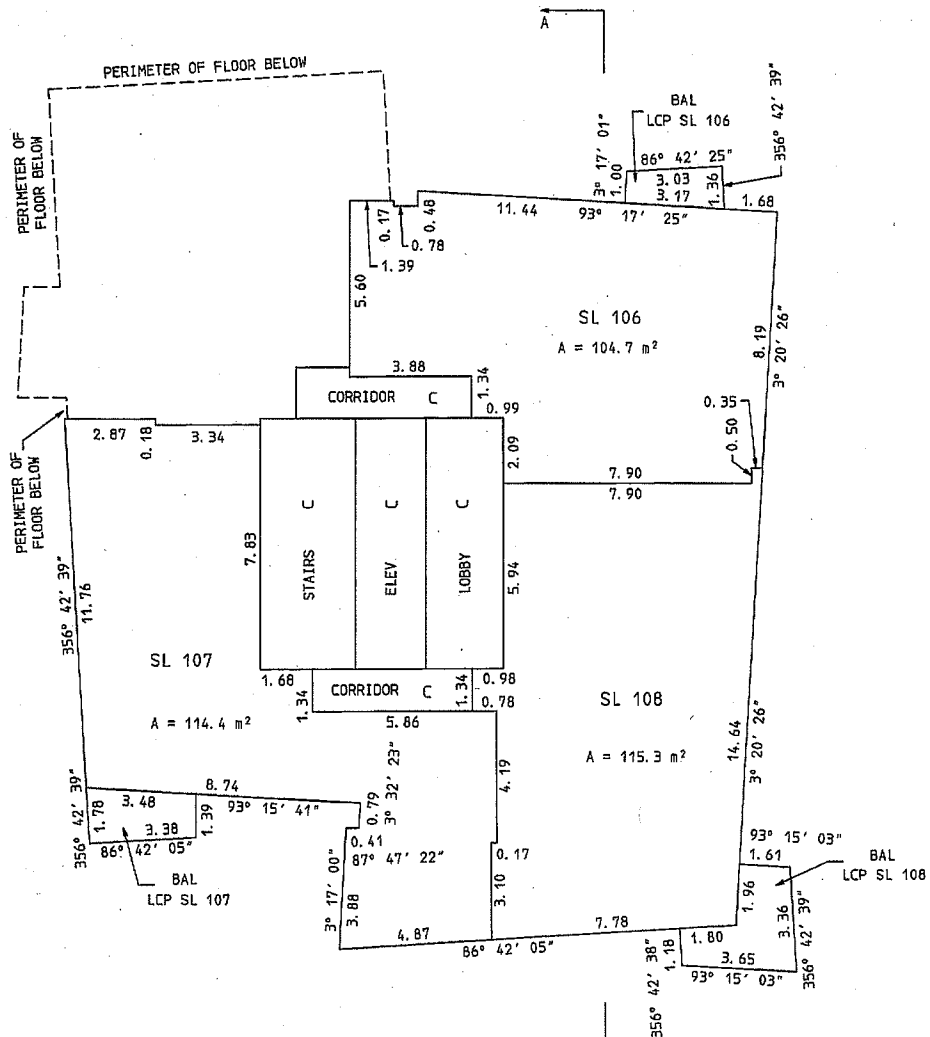 A
PERIMETER OF FLOOR BELOW
PERIMETER OF
FLOOR BELOW
BAL
LCP SL 106
3° 17' 01"
1.00
86° 42' 25"
3.03
3.17
1.36
356° 42' 39"
1.68
11.44
93° 17' 25"
0.48
0.17
0.78
1.39
5.60
SL 106
A = 104.7 m²
8.19
3° 20' 26"
3.88
1.34
CORRIDOR C
0.99
0.35
0.50
2.87
0.18
3.34
2.09
7.90
7.90
PERIMETER OF
FLOOR BELOW
356° 42' 39"
11.76
7.83
STAIRS C
ELEV C
LOBBY C
5.94
SL 107
A = 114.4 m²
1.68
1.34
CORRIDOR C
1.34
0.98
0.78
5.86
SL 108
A = 115.3 m²
14.64
3° 20' 26"
4.19
8.74
93° 15' 41"
0.79
3° 32' 23"
356° 42' 39"
1.78
3.48
3.38
1.39
86° 42' 05"
BAL
LCP SL 107
0.41
87° 47' 22"
3° 17' 00"
3.88
0.17
3.10
4.87
86° 42' 05"
7.78
93° 15' 03"
1.61
BAL
LCP SL 108
1.96
3.36
356° 42' 39"
1.80
1.18
356° 42' 38"
3.65
93° 15' 03"